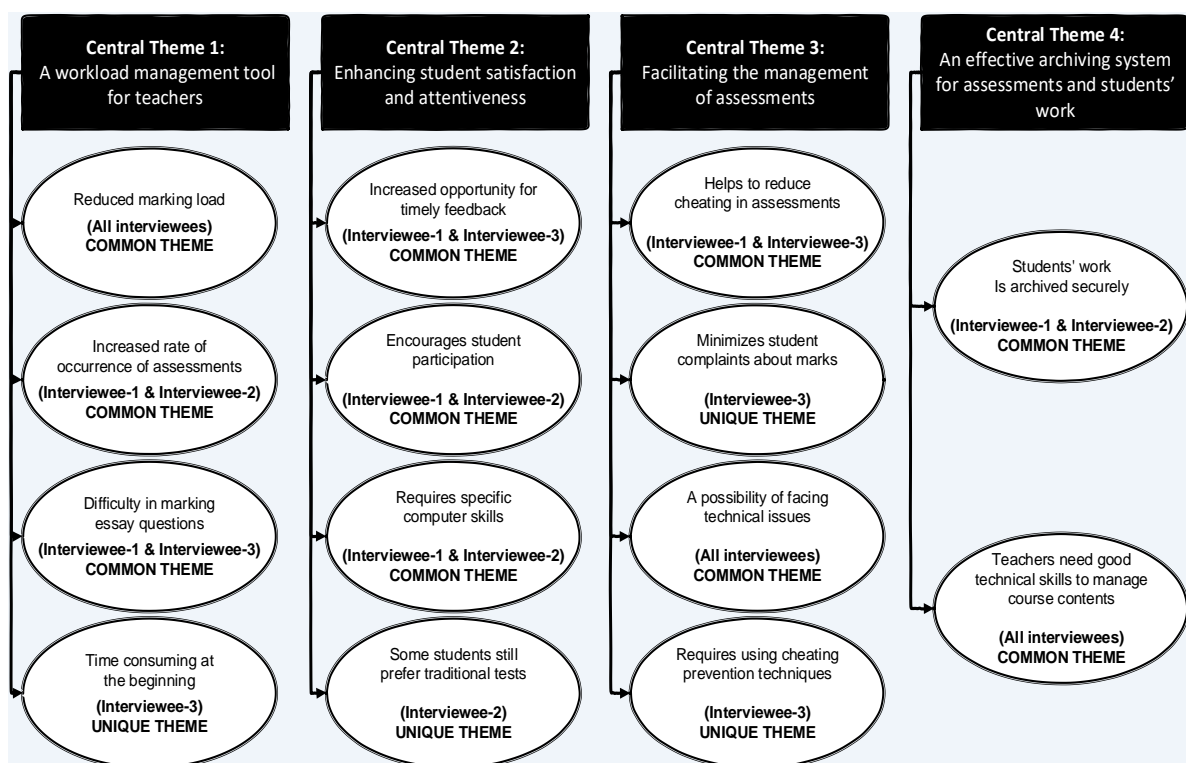 Central Theme 1:
A workload management tool
for teachers
Reduced marking load
(All interviewees)
COMMON THEME
Increased rate of
occurrence of assessments
(Interviewee-1 & Interviewee-2)
COMMON THEME
Difficulty in marking
essay questions
(Interviewee-1 & Interviewee-3)
COMMON THEME
Time consuming at
the beginning
(Interviewee-3)
UNIQUE THEME
Central Theme 2:
Enhancing student satisfaction
and attentiveness
Increased opportunity for
timely feedback
(Interviewee-1 & Interviewee-3)
COMMON THEME
Encourages student
participation
(Interviewee-1 & Interviewee-2)
COMMON THEME
Requires specific
computer skills
(Interviewee-1 & Interviewee-2)
COMMON THEME
Some students still
prefer traditional tests
(Interviewee-2)
UNIQUE THEME
Central Theme 3:
Facilitating the management
of assessments
Helps to reduce
cheating in assessments
(Interviewee-1 & Interviewee-3)
COMMON THEME
Minimizes student
complaints about marks
(Interviewee-3)
UNIQUE THEME
A possibility of facing
technical issues
(All interviewees)
COMMON THEME
Requires using cheating
prevention techniques
(Interviewee-3)
UNIQUE THEME
Central Theme 4:
An effective archiving system
for assessments and students’
work
Students' work
Is archived securely
(Interviewee-1 & Interviewee-2)
COMMON THEME
Teachers need good
technical skills to manage
course contents
(All interviewees)
COMMON THEME